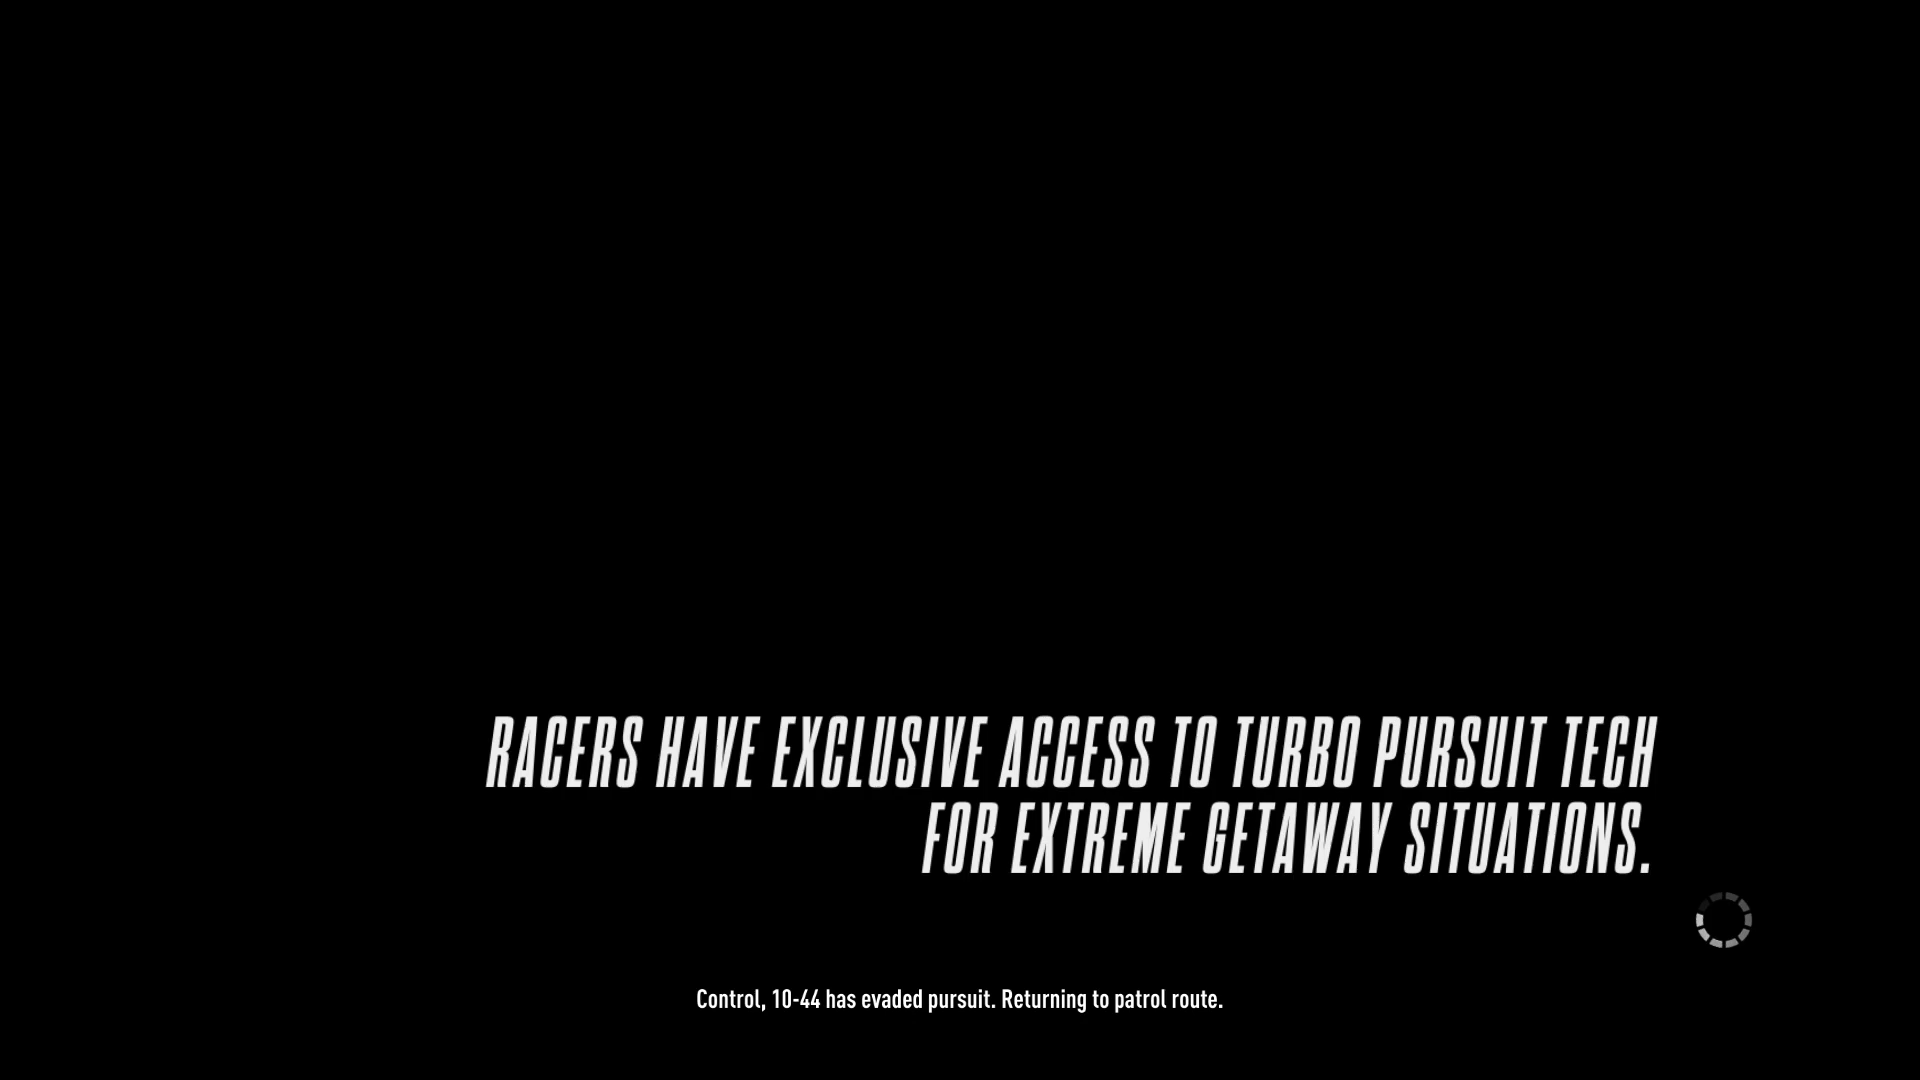 RACERS HAVE EXCLUSIVE ACCESS TO TURBO PURSUIT TECH
FOR EXTREME GETAWAY SITUATIONS.
Control, 10-44 has evaded pursuit. Returning to patrol route.